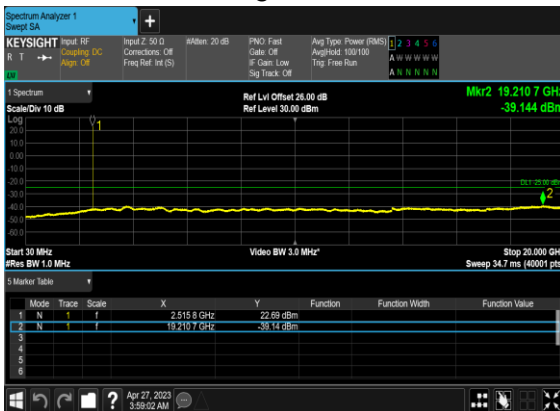 Spectrum Analyzer 1
Swept SA
KEYSIGHT
R T
LV
Input: RF
Coupling: DC
Align: Off
Input Z: 50 Ω
Corrections: Off
Freq Ref: Int (S)
#Atten: 20 dB
PNO: Fast
Gate: Off
IF Gain: Low
Sig Track: Off
Avg Type: Power (RMS)
Avg|Hold: 100/100
Trig: Free Run
1 2 3 4 5 6
A W W W W W
A N N N N N
1 Spectrum
Scale/Div 10 dB
Ref Lvl Offset 26.00 dB
Ref Level 30.00 dBm
Mkr2 19.210 7 GHz
-39.144 dBm
Log
20.0
10.0
0.00
-10.0
-20.0
-30.0
-40.0
-50.0
-60.0
1
DL1 -25.00 dBm
2
Start 30 MHz
#Res BW 1.0 MHz
Video BW 3.0 MHz*
Stop 20.000 GHz
Sweep 34.7 ms (40001 pts)
5 Marker Table
Mode Trace Scale X Y Function Function Width Function Value
1 N 1 f 2.515 8 GHz 22.69 dBm
2 N 1 f 19.210 7 GHz -39.14 dBm
3
4
5
6
?
Apr 27, 2023
3:59:02 AM